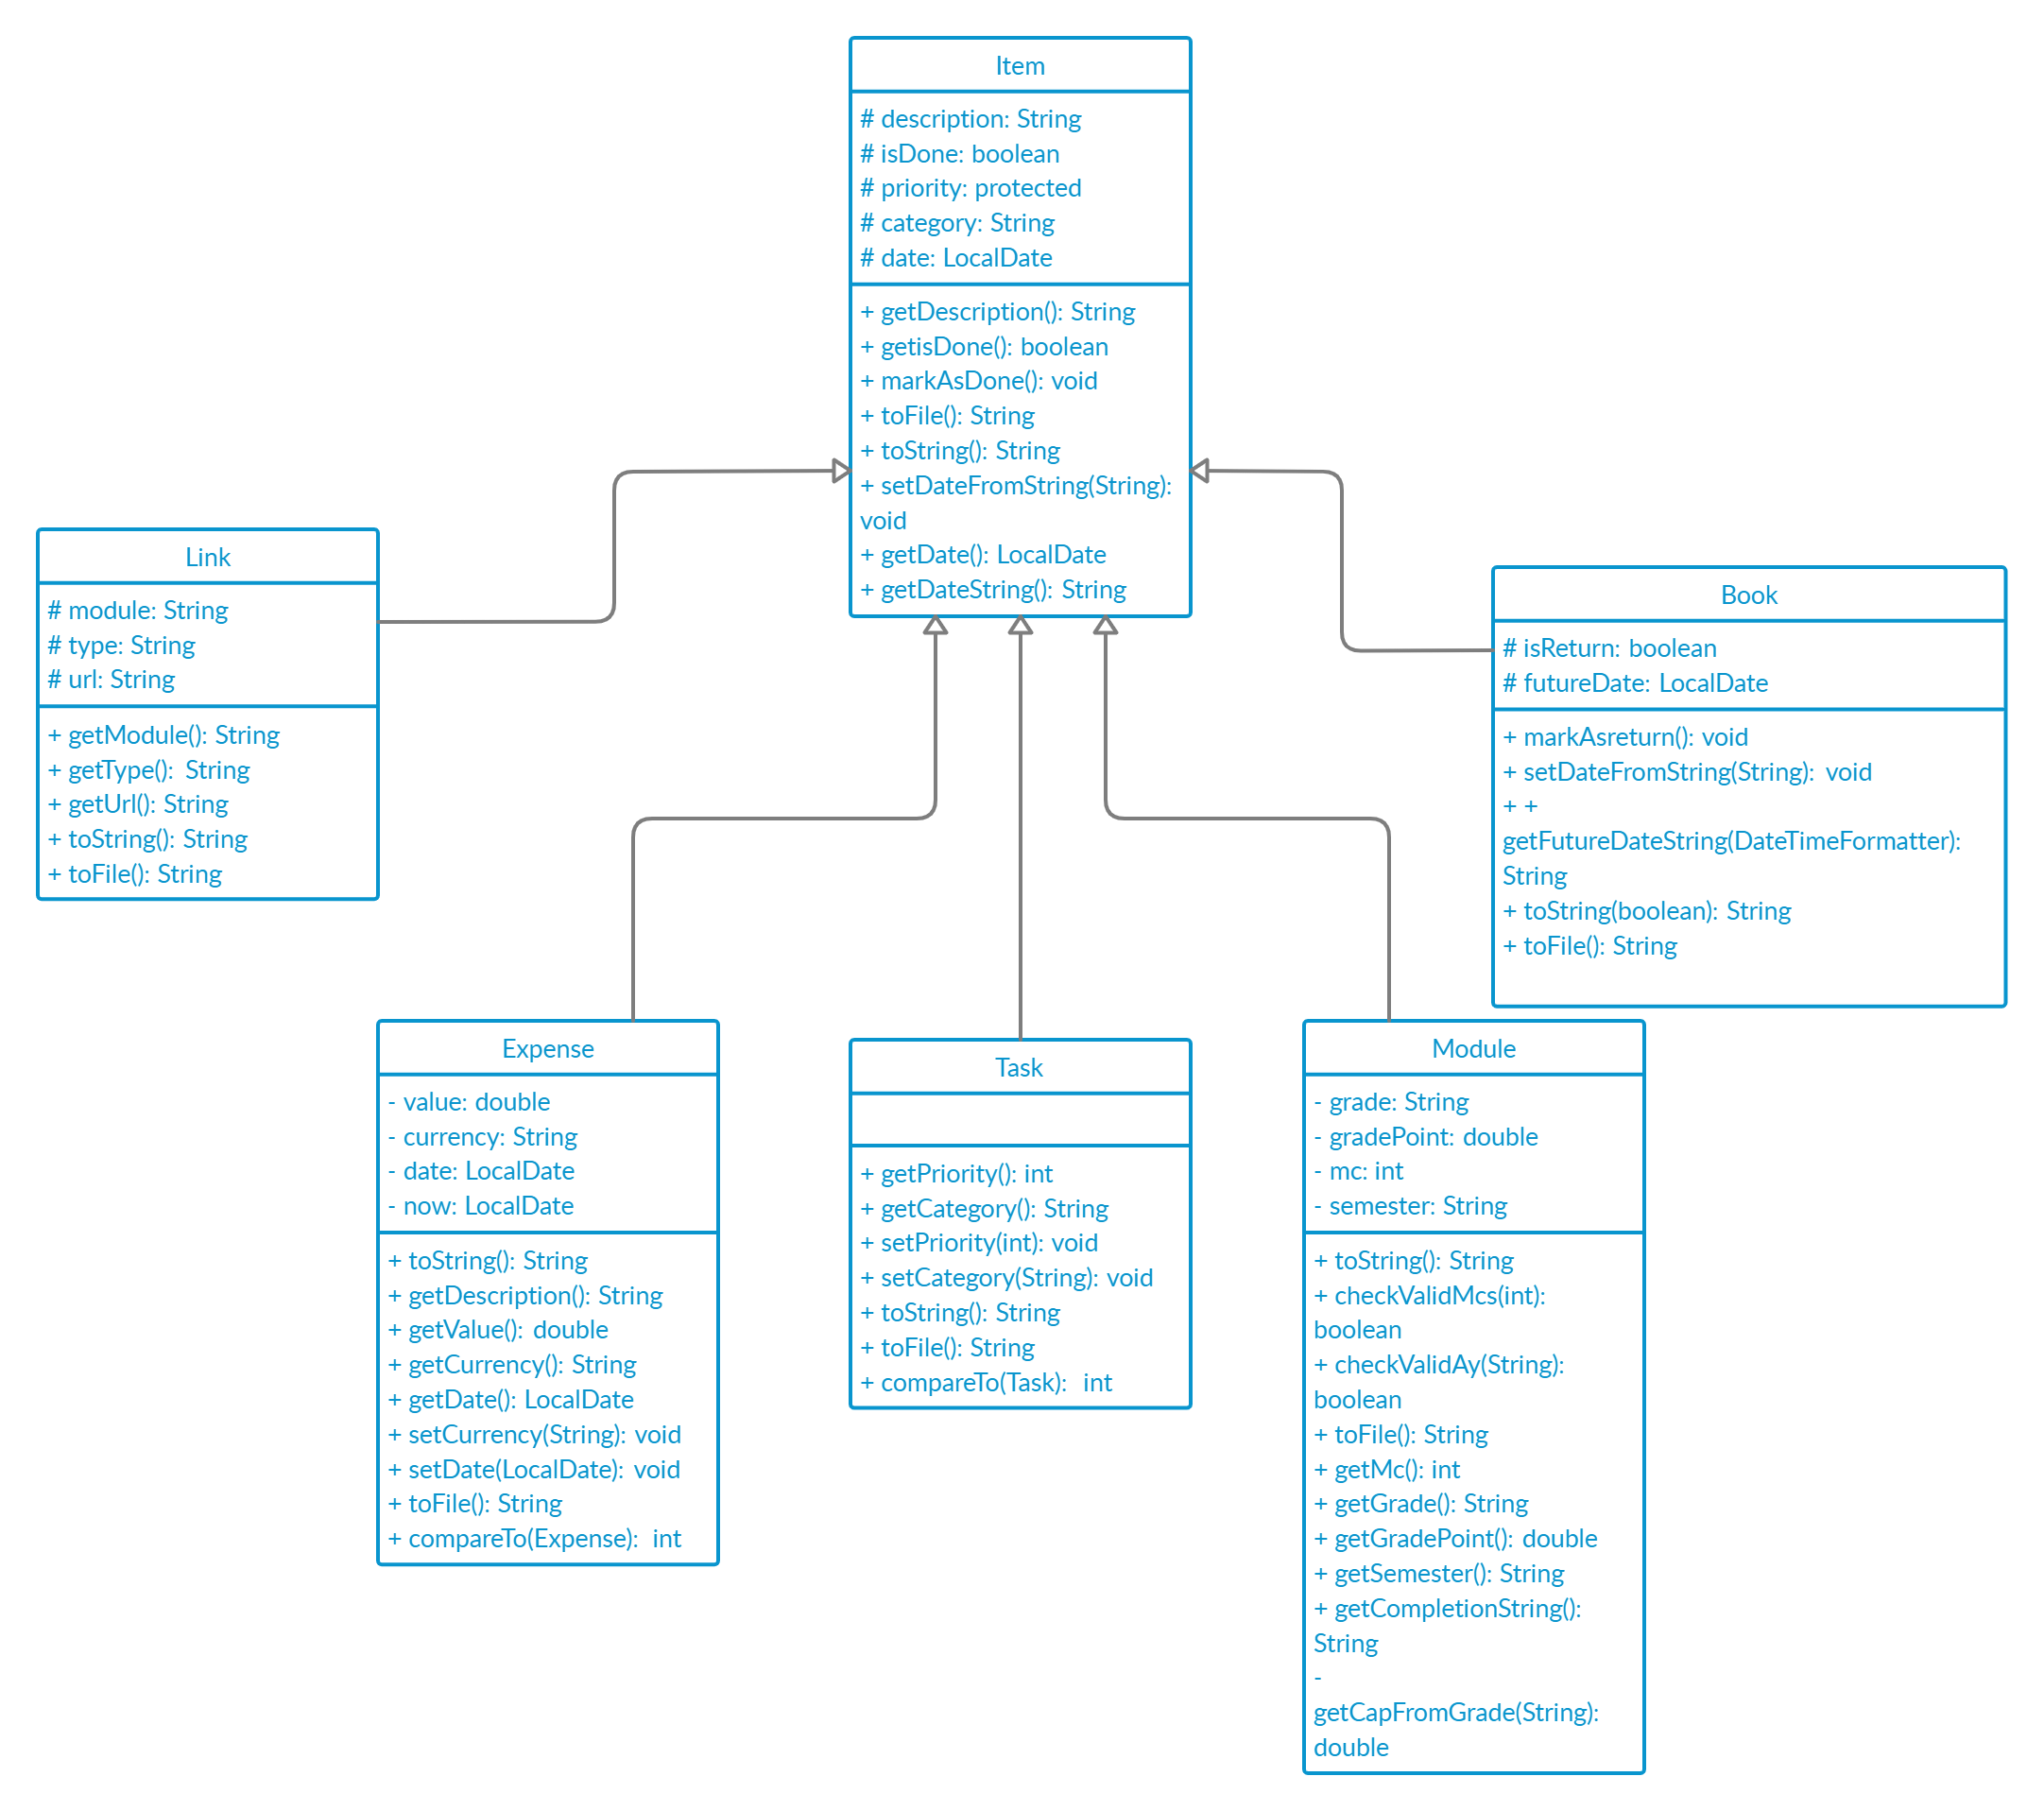 Item
# description: String
# isDone: boolean
# priority: protected
# category: String
# date: LocalDate
+ getDescription(): String
+ getisDone(): boolean
+ markAsDone(): void
+ toFile(): String
+ toString(): String
+ setDateFromString(String):
void
+ getDate(): LocalDate
+ getDateString(): String
Link
# module: String
# type: String
# url: String
+ getModule(): String
+ getType(): String
+ getUrl(): String
+ toString(): String
+ toFile(): String
Book
# isReturn: boolean
# futureDate: LocalDate
+ markAsreturn(): void
+ setDateFromString(String): void
+ +
getFutureDateString(DateTimeFormatter):
String
+ toString(boolean): String
+ toFile(): String
Expense
- value: double
- currency: String
- date: LocalDate
- now: LocalDate
+ toString(): String
+ getDescription(): String
+ getValue(): double
+ getCurrency(): String
+ getDate(): LocalDate
+ setCurrency(String): void
+ setDate(LocalDate): void
+ toFile(): String
+ compareTo(Expense): int
Task
+ getPriority(): int
+ getCategory(): String
+ setPriority(int): void
+ setCategory(String): void
+ toString(): String
+ toFile(): String
+ compareTo(Task): int
Module
- grade: String
- gradePoint: double
- mc: int
- semester: String
+ toString(): String
+ checkValidMcs(int):
boolean
+ checkValidAy(String):
boolean
+ toFile(): String
+ getMc(): int
+ getGrade(): String
+ getGradePoint(): double
+ getSemester(): String
+ getCompletionString():
String
-
getCapFromGrade(String):
double